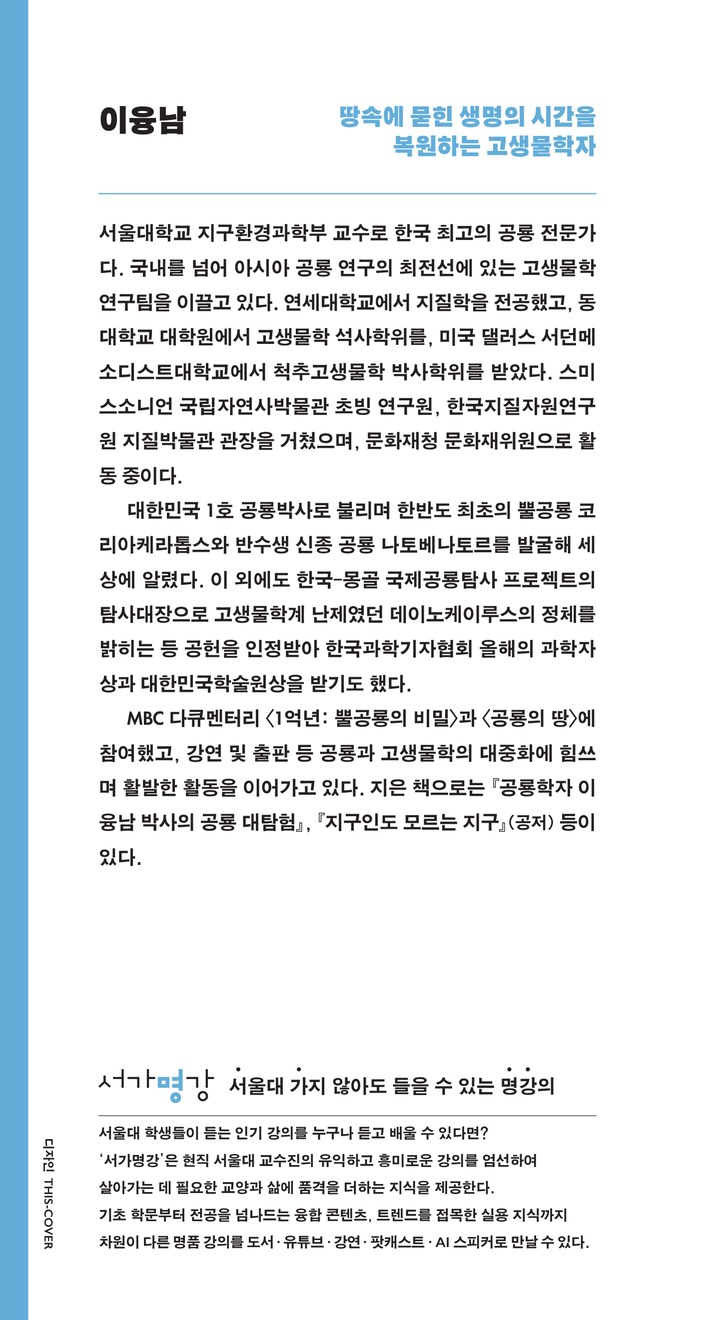 이융남
땅속에 묻힌 생명의 시간을
복원하는 고생물학자
서울대학교 지구환경과학부 교수로 한국 최고의 공룡 전문가
다. 국내를 넘어 아시아 공룡 연구의 최전선에 있는 고생물학
연구팀을 이끌고 있다. 연세대학교에서 지질학을 전공했고, 동
대학교 대학원에서 고생물학 석사학위를, 미국 댈러스 서던메
소디스트대학교에서 척추고생물학 박사학위를 받았다. 스미
스소니언 국립자연사박물관 초빙 연구원, 한국지질자원연구
원 지질박물관 관장을 거쳤으며, 문화재청 문화재위원으로 활
동 중이다.
대한민국 1호 공룡박사로 불리며 한반도 최초의 뿔공룡 코
리아케라톱스와 반수생 신종 공룡 나토베나토르를 발굴해 세
상에 알렸다. 이 외에도 한국-몽골 국제공룡탐사 프로젝트의
탐사대장으로 고생물학계 난제였던 데이노케이루스의 정체를
밝히는 등 공헌을 인정받아 한국과학기자협회 올해의 과학자
상과 대한민국학술원상을 받기도 했다.
MBC 다큐멘터리 〈1억년: 뿔공룡의 비밀〉과 〈공룡의 땅〉에
참여했고, 강연 및 출판 등 공룡과 고생물학의 대중화에 힘쓰
며 활발한 활동을 이어가고 있다. 지은 책으로는 『공룡학자 이
융남 박사의 공룡 대탐험』, 『지구인도 모르는 지구』(공저) 등이
있다.
서가명강 서울대 가지 않아도 들을 수 있는 명강의
서울대 학생들이 듣는 인기 강의를 누구나 듣고 배울 수 있다면?
‘서가명강’은 현직 서울대 교수진의 유익하고 흥미로운 강의를 엄선하여
살아가는 데 필요한 교양과 삶에 품격을 더하는 지식을 제공한다.
기초 학문부터 전공을 넘나드는 융합 콘텐츠, 트렌드를 접목한 실용 지식까지
차원이 다른 명품 강의를 도서·유튜브·강연·팟캐스트·AI 스피커로 만날 수 있다.
디자인 THIS-COVER